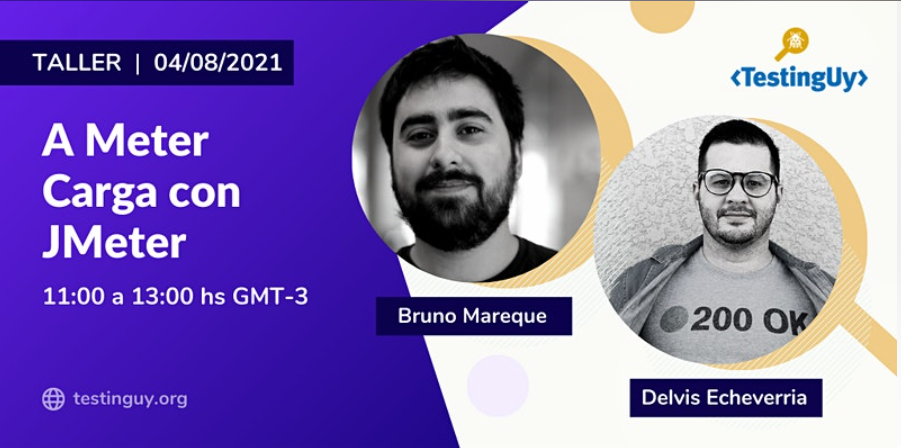 TALLER | 04/08/2021
A Meter
Carga con
JMeter
11:00 a 13:00 hs GMT-3
testinguy.org
<TestingUy>
Bruno Mareque
200 OK
Delvis Echeverria